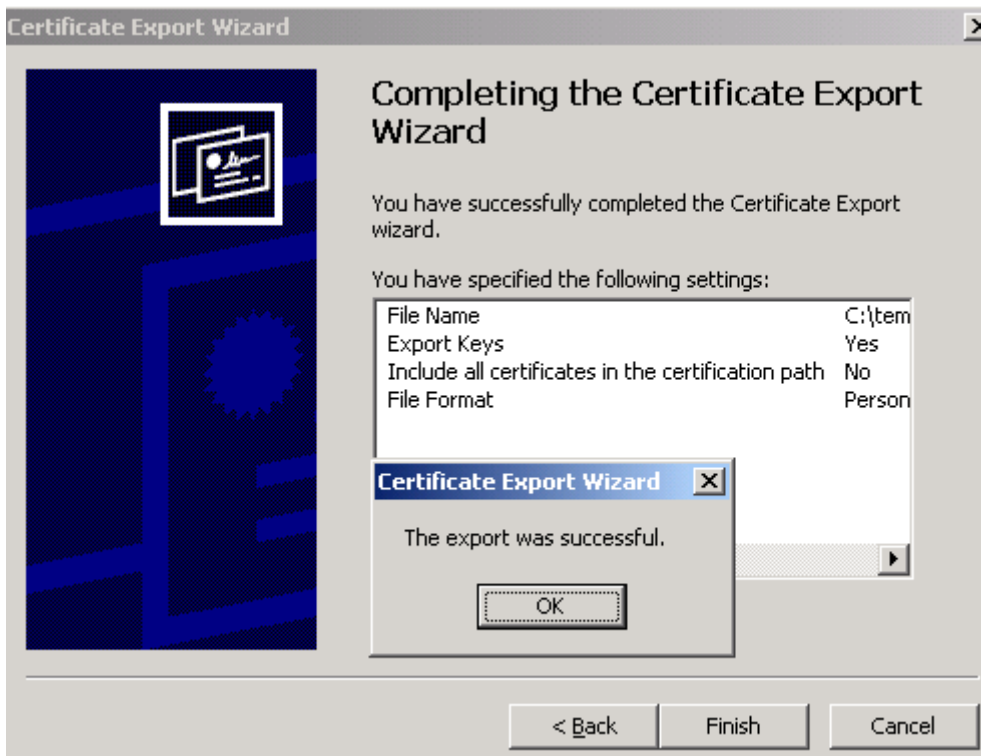 Certificate Export Wizard
Completing the Certificate Export
Wizard
You have successfully completed the Certificate Export
wizard.
You have specified the following settings:
File Name C:\tem
Export Keys Yes
Include all certificates in the certification path No
File Format Person
Certificate Export Wizard
The export was successful.
OK
< Back Finish Cancel